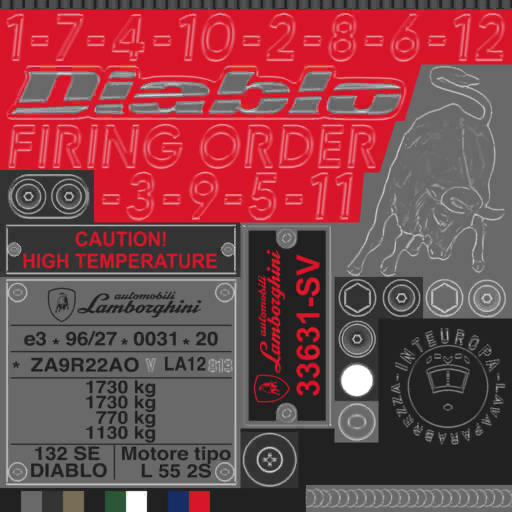 1-7-4-10-2-8-6-12
Diablo
FIRING ORDER
-3-9-5-11
CAUTION!
HIGH TEMPERATURE
automobili
Lamborghini
e3 * 96/27 * 0031 * 20
* ZA9R22AO V LA12
1730 kg
1730 kg
770 kg
1130 kg
132 SE
DIABLO
Motore tipo
L 55 2S
automobili
Lamborghini
33631-SV
INTEUROPA
-LAVAPARABREZZA-